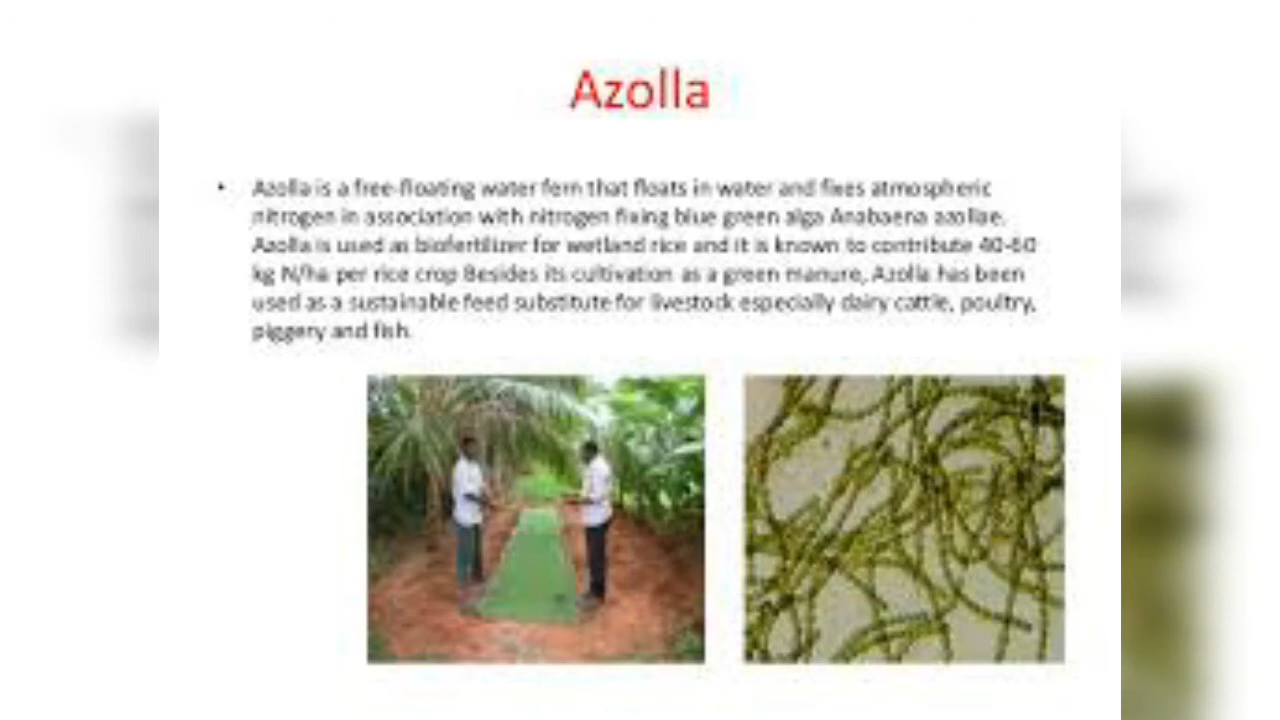 Azolla
• Azolla is a free-floating water fern that floats in water and fixes atmospheric
nitrogen in association with nitrogen fixing blue green alga Anabaena azollae.
Azolla is used as biofertilizer for wetland rice and it is known to contribute 40-60
kg N/ha per rice crop Besides its cultivation as a green manure, Azolla has been
used as a sustainable feed substitute for livestock especially dairy cattle, poultry,
piggery and fish.